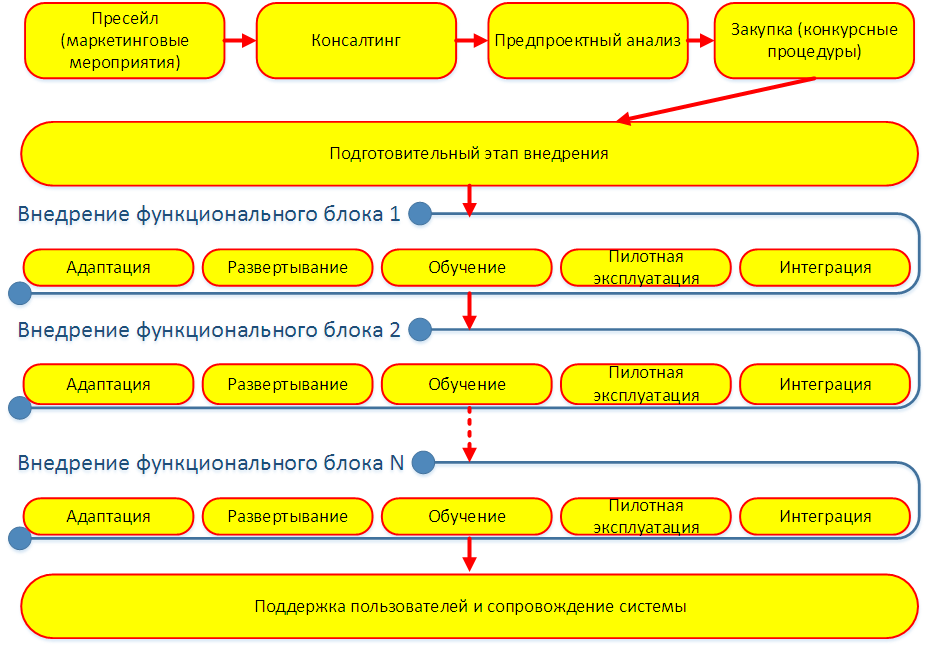 Пресейл
(маркетинговые
мероприятия)
Консалтинг
Предпроектный анализ
Закупка (конкурсные
процедуры)
Подготовительный этап внедрения
Внедрение функционального блока 1
Адаптация
Развертывание
Обучение
Пилотная
эксплуатация
Интеграция
Внедрение функционального блока 2
Адаптация
Развертывание
Обучение
Пилотная
эксплуатация
Интеграция
Внедрение функционального блока N
Адаптация
Развертывание
Обучение
Пилотная
эксплуатация
Интеграция
Поддержка пользователей и сопровождение системы